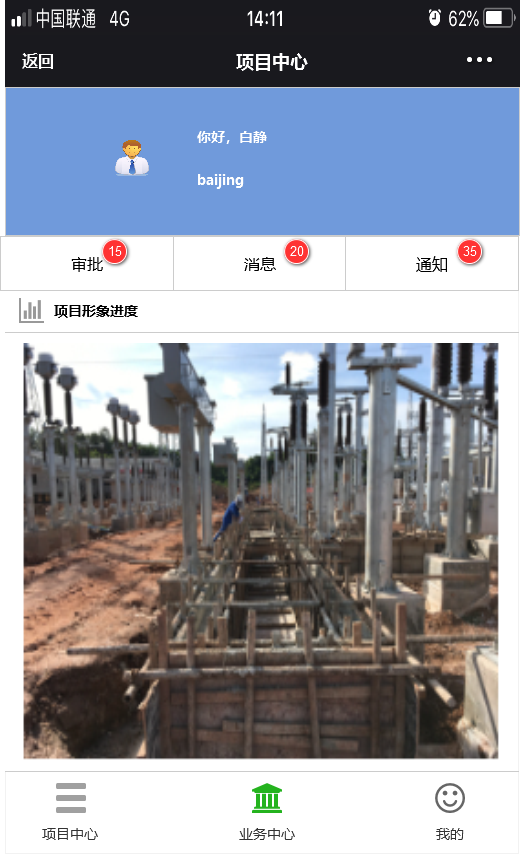 中国联通 4G 14:11 62%
返回 项目中心
你好，白静
baijing
审批 15 消息 20 通知 35
项目形象进度
项目中心 业务中心 我的